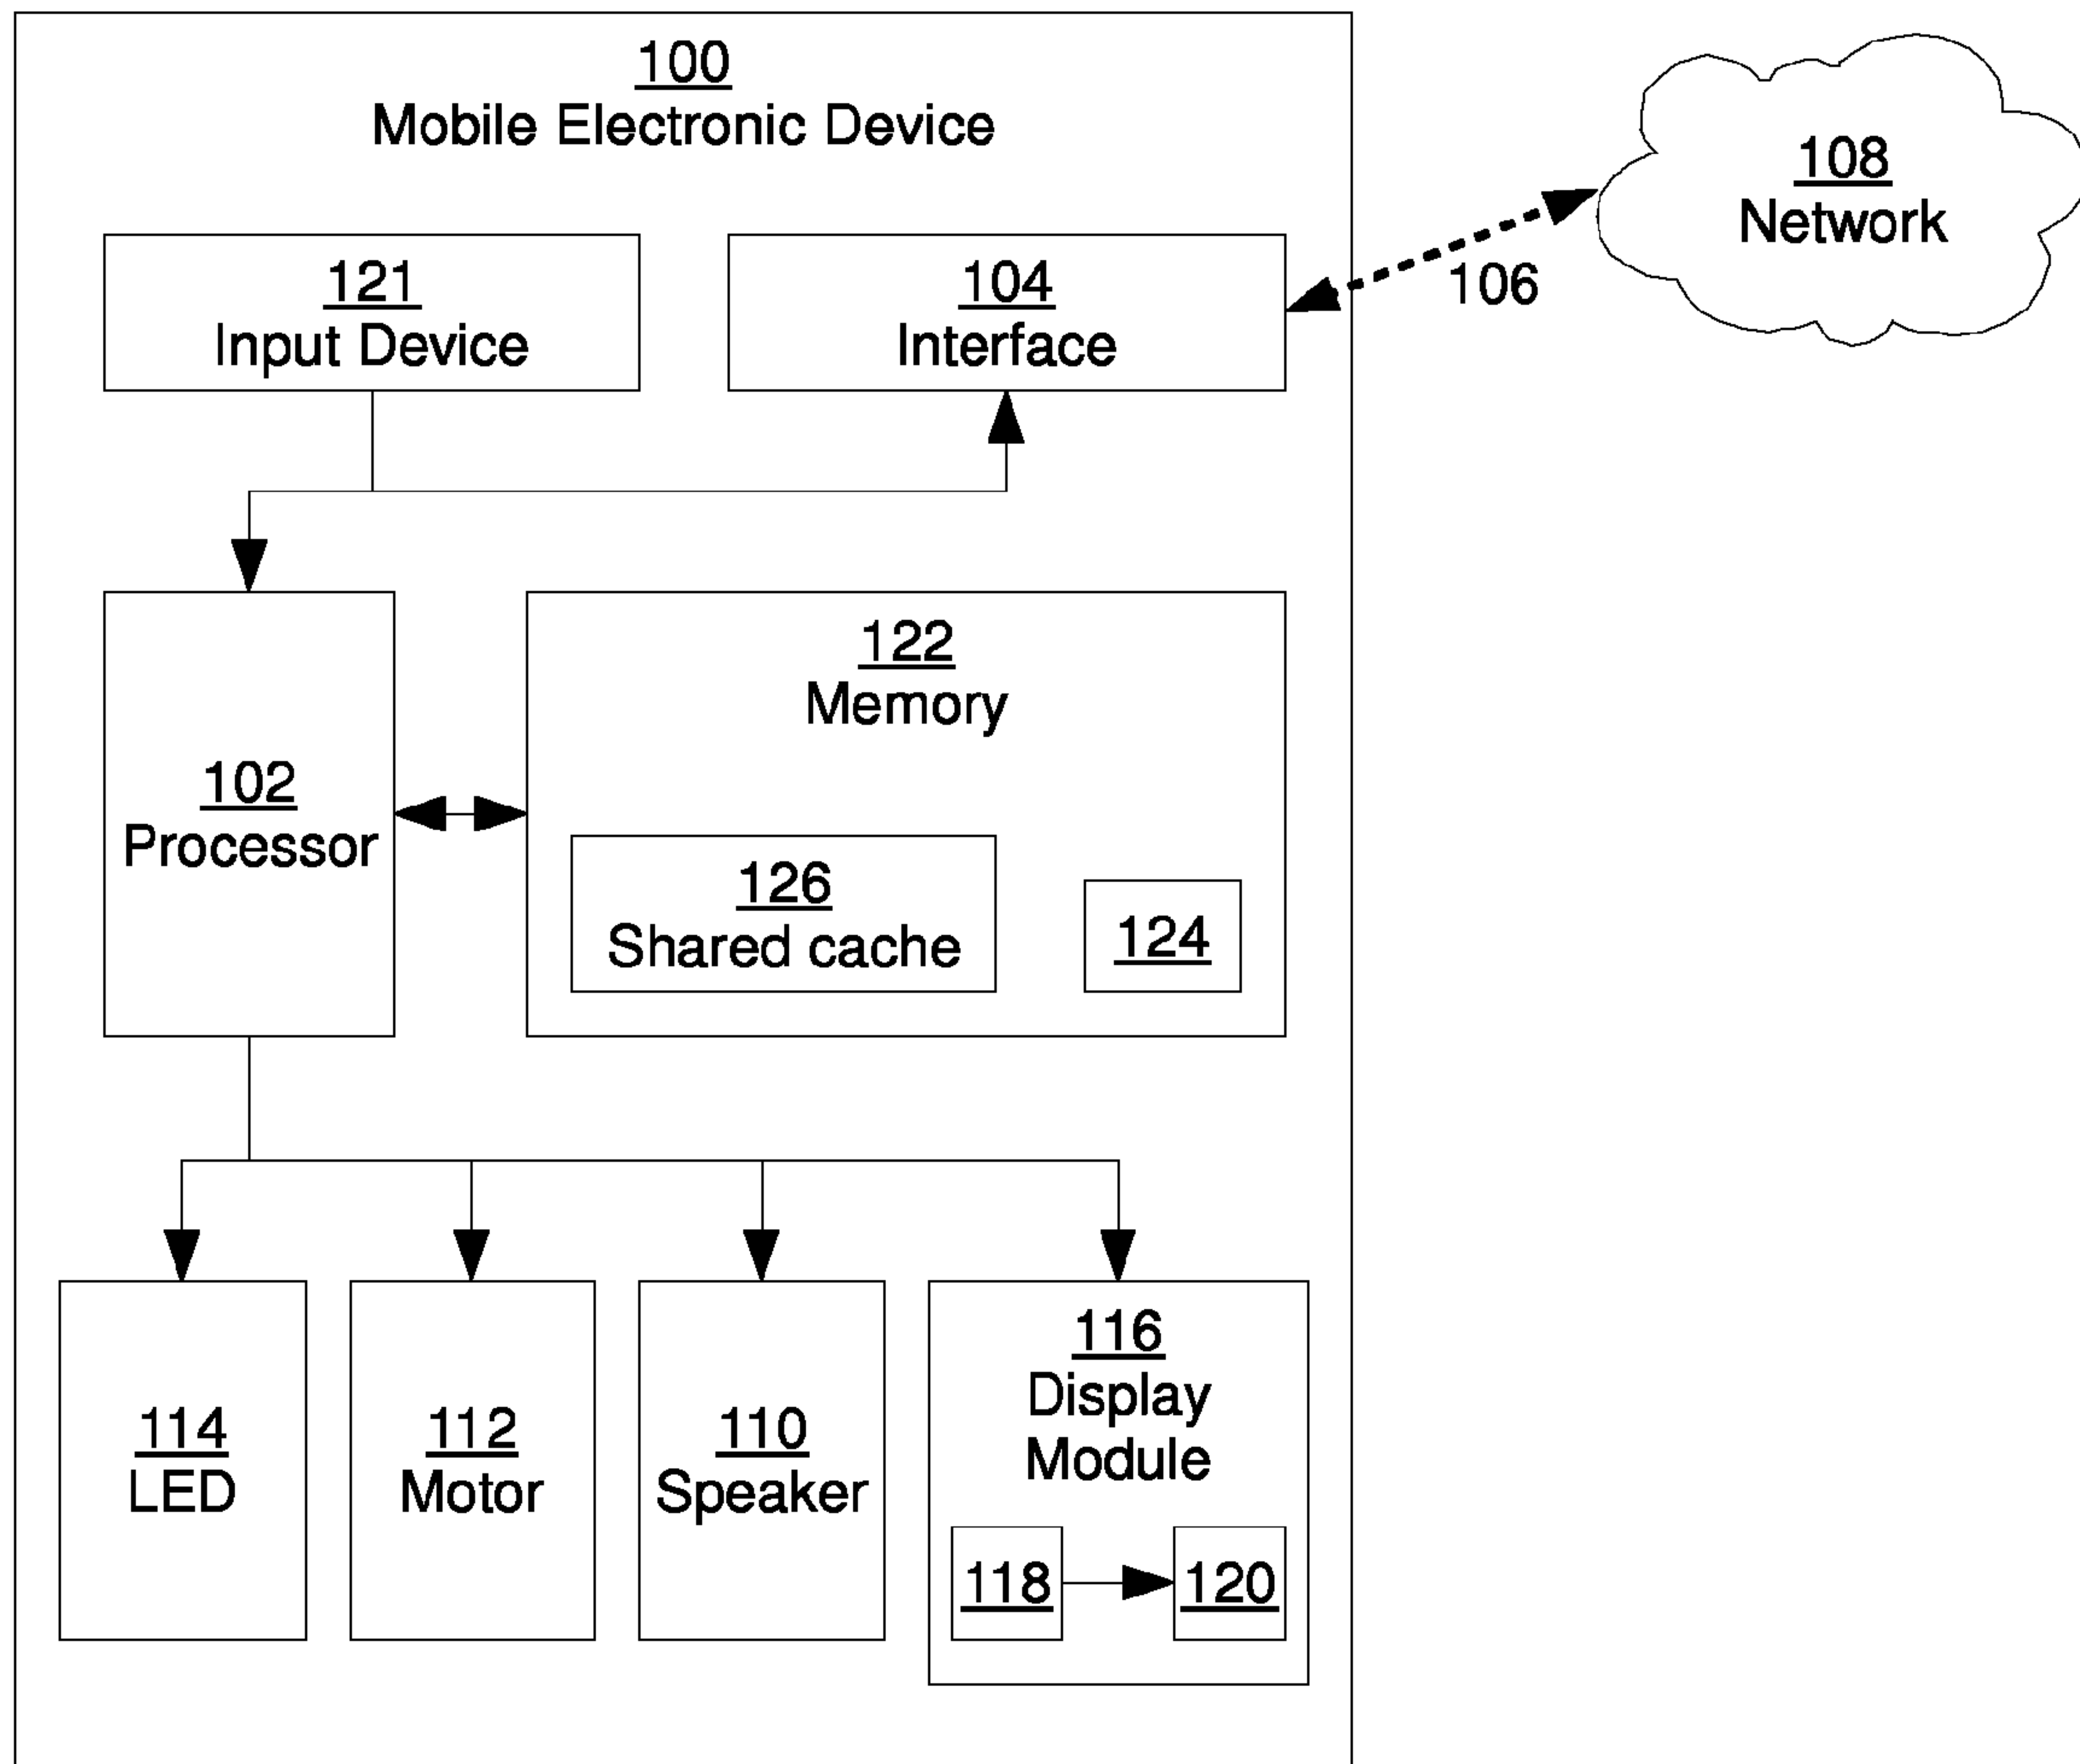 100
Mobile Electronic Device
108
Network
106
121
Input Device
104
Interface
102
Processor
122
Memory
126
Shared cache
124
114
LED
112
Motor
110
Speaker
116
Display
Module
118
120